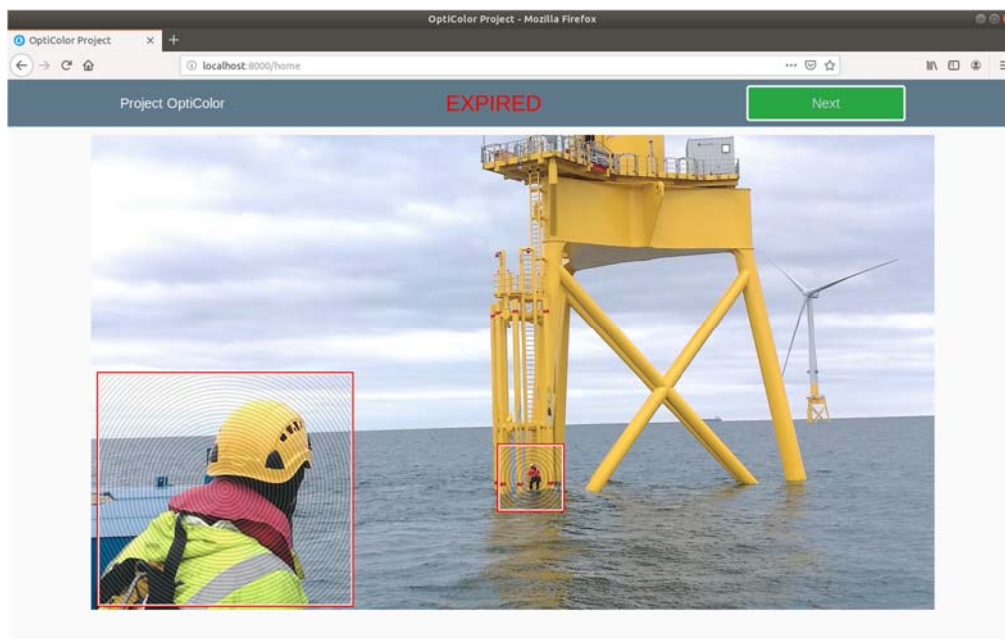 OptiColor Project - Mozilla Firefox
OptiColor Project
localhost:8000/home
Project OptiColor
EXPIRED
Next